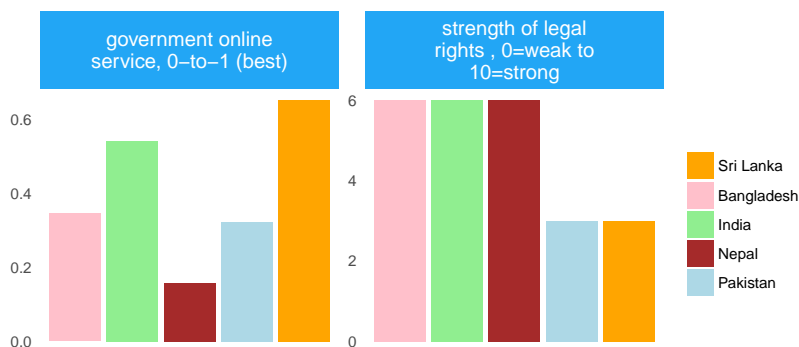 government online
service, 0−to−1 (best)
strength of legal
rights , 0=weak to
10=strong
0.6
0.4
0.2
0.0
6
4
2
0
Sri Lanka
Bangladesh
India
Nepal
Pakistan